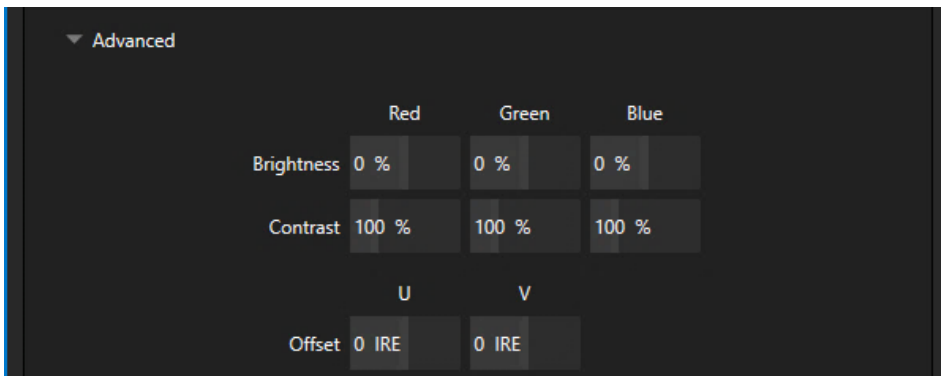 Advanced
Red Green Blue
Brightness 0 % 0 % 0 %
Contrast 100 % 100 % 100 %
U V
Offset 0 IRE 0 IRE